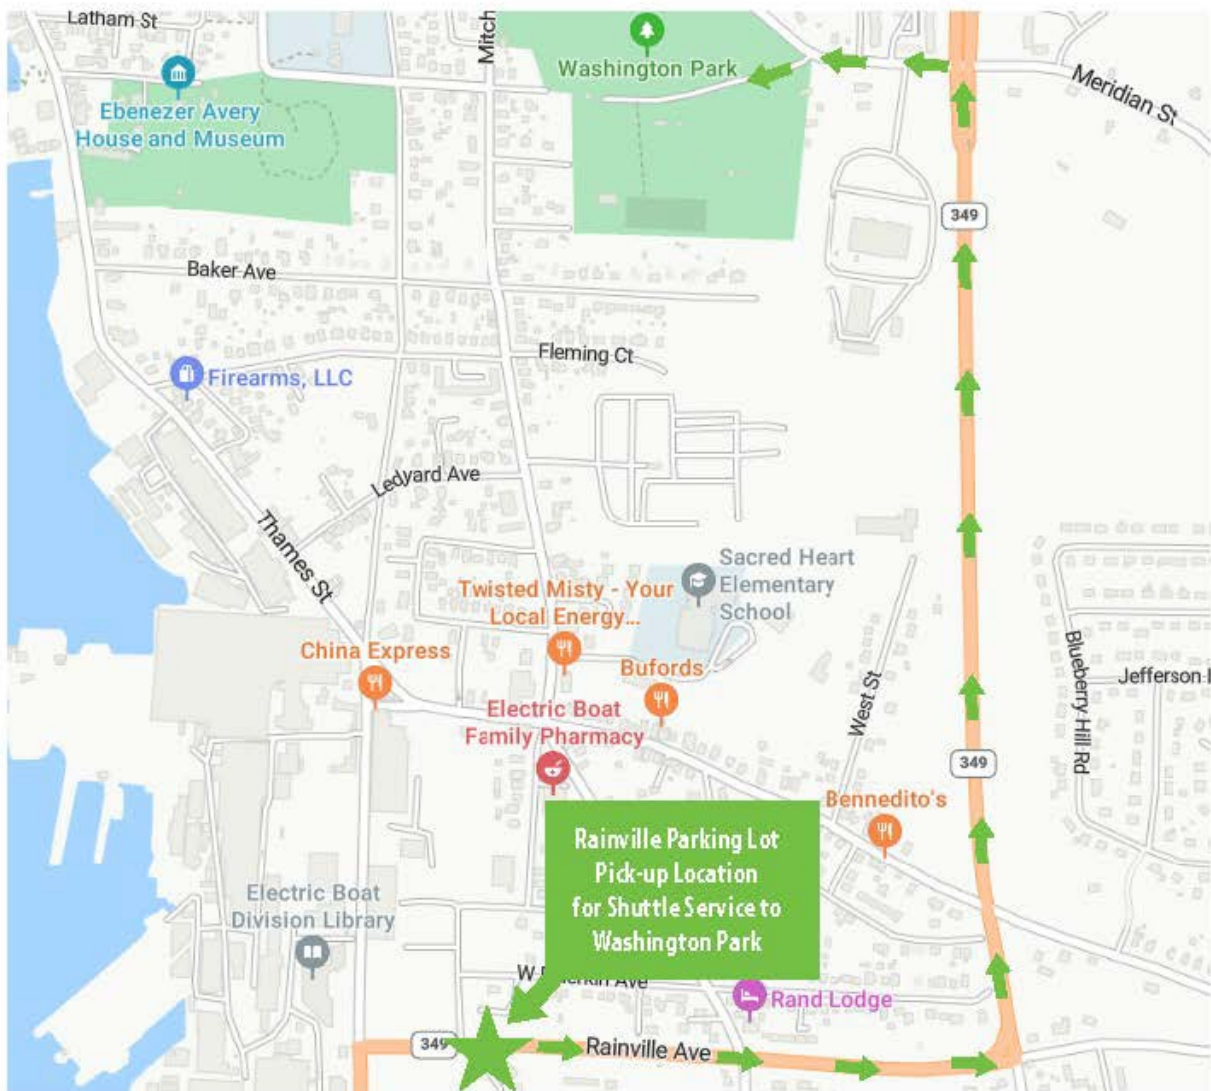 Latham St
Mitch
Washington Park
Meridian St
Ebenezer Avery
House and Museum
349
Baker Ave
Fleming Ct
Firearms, LLC
Ledyard Ave
Thames St
Sacred Heart
Elementary
School
Twisted Misty - Your
Local Energy...
China Express
Bufords
West St
Blueberry Hill Rd
Jefferson
Electric Boat
Family Pharmacy
349
Bennedito's
Rainville Parking Lot
Pick-up Location
for Shuttle Service to
Washington Park
Electric Boat
Division Library
W
Ave
Rand Lodge
349
Rainville Ave